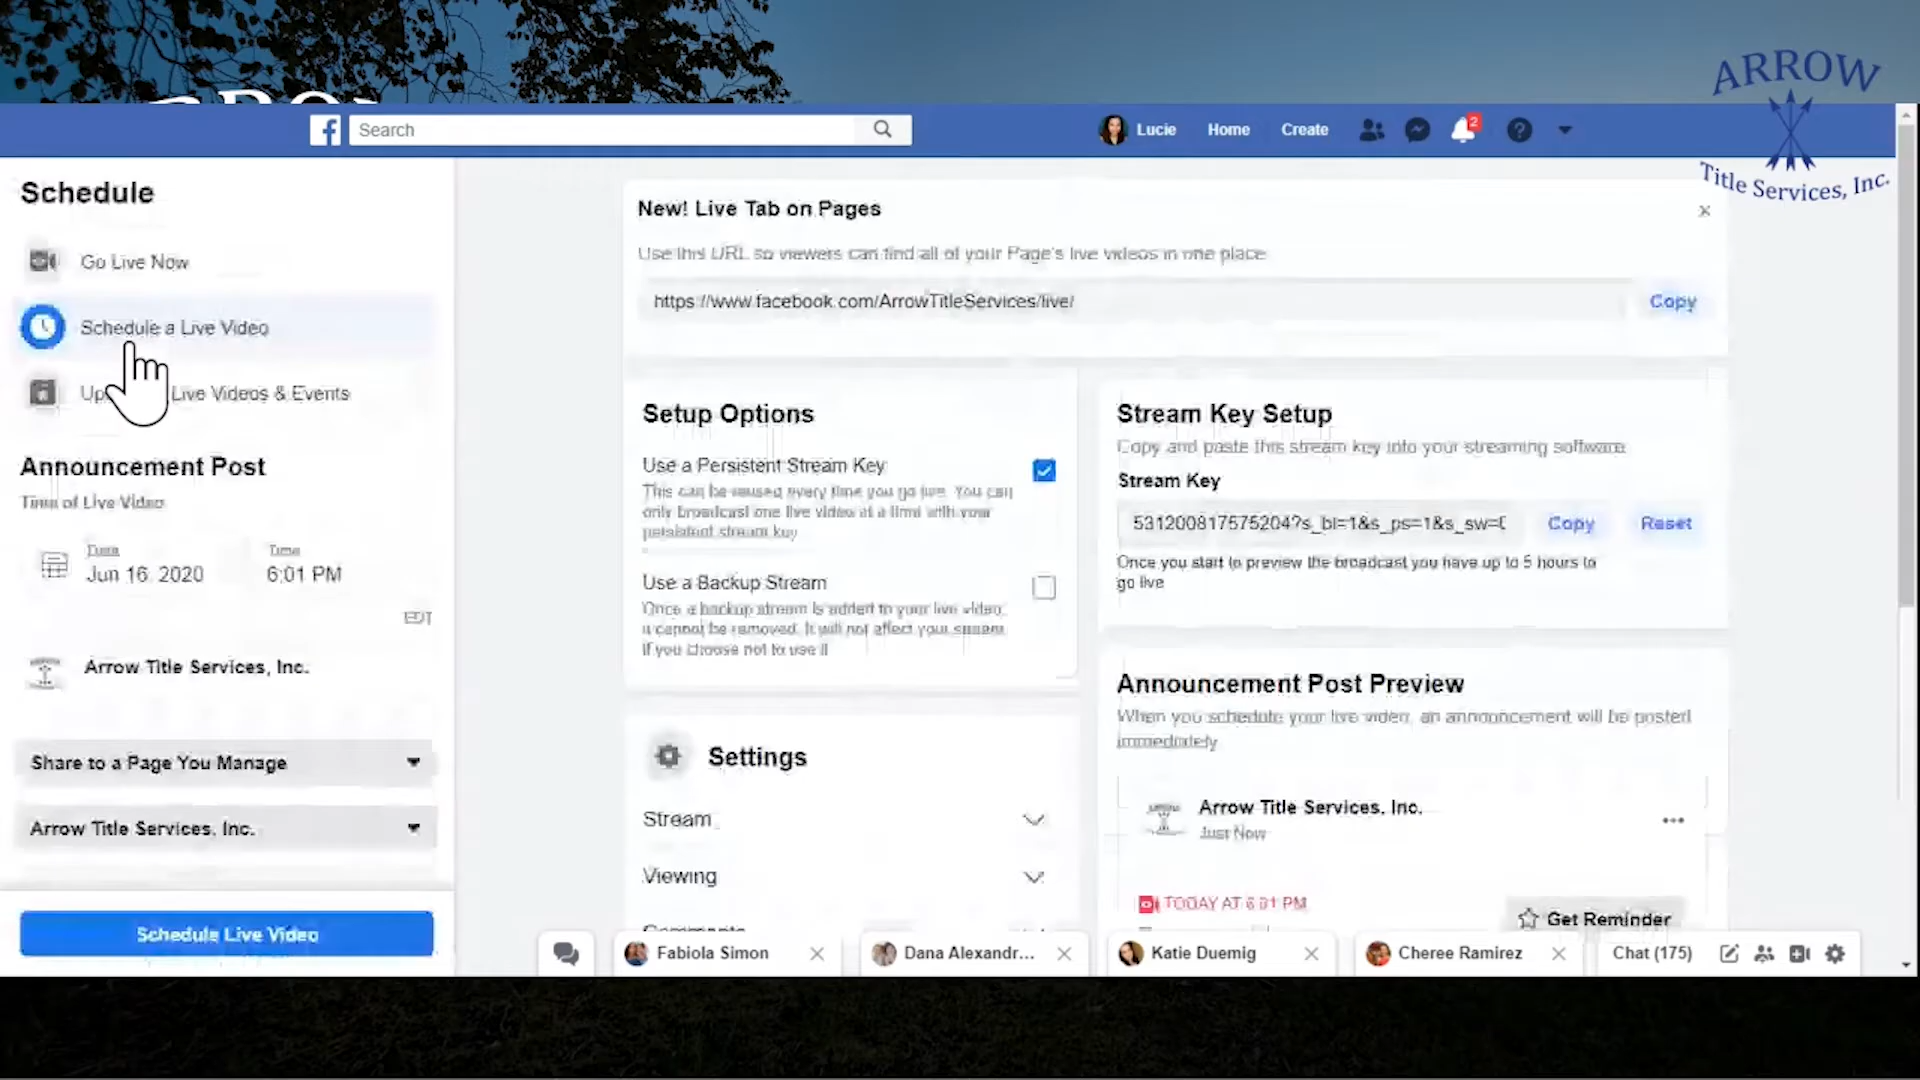 ARROW
Title Services, Inc.
Search
Lucie
Home
Create
2
Schedule
Go Live Now
Schedule a Live Video
Live Videos & Events
Announcement Post
Time of Live Video
Date
Time
Jun 16, 2020
6:01 PM
EDT
Arrow Title Services, Inc.
Share to a Page You Manage
Arrow Title Services, Inc.
Schedule Live Video
New! Live Tab on Pages
Use this URL so viewers can find all of your Page's live videos in one place
https://www.facebook.com/ArrowTitleServices/live/
Copy
Setup Options
Use a Persistent Stream Key
This can be reused every time you go live. You can
only broadcast one live video at a time with your
persistent stream key
Use a Backup Stream
Once a backup stream is added to your live video,
it cannot be removed. It will not affect your stream
if you choose not to use it
Settings
Stream
Viewing
Comments
Stream Key Setup
Copy and paste this stream key into your streaming software
Stream Key
531200817575204?s_bl=1&s_ps=1&s_sw=0
Copy
Reset
Once you start to preview the broadcast you have up to 5 hours to
go live
Announcement Post Preview
When you schedule your live video, an announcement will be posted
immediately
Arrow Title Services, Inc.
Just Now
TODAY AT 6:01 PM
Get Reminder
Fabiola Simon
Dana Alexandr...
Katie Duemig
Cheree Ramirez
Chat (175)